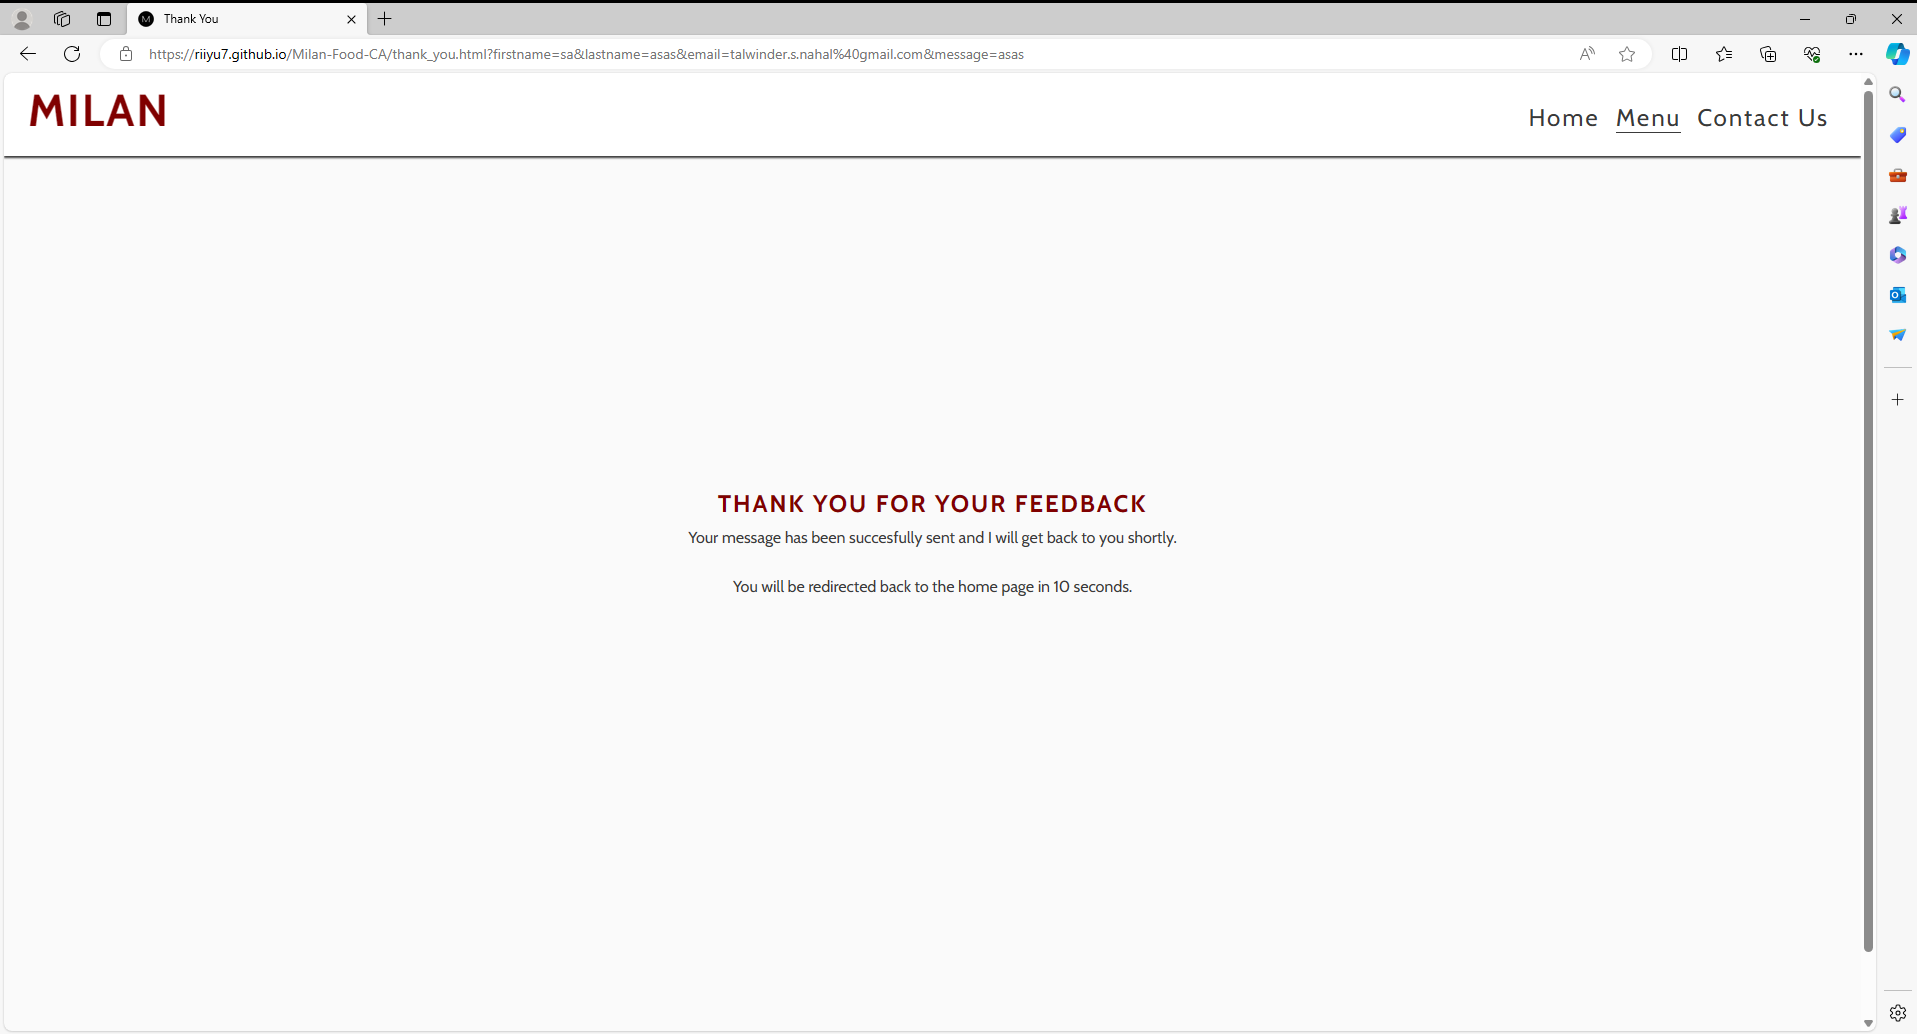 Thank You
https://riiyu7.github.io/Milan-Food-CA/thank_you.html?firstname=sa&lastname=asas&email=talwinder.s.nahal%40gmail.com&message=asas
MILAN
Home Menu Contact Us
THANK YOU FOR YOUR FEEDBACK
Your message has been succesfully sent and I will get back to you shortly.
You will be redirected back to the home page in 10 seconds.